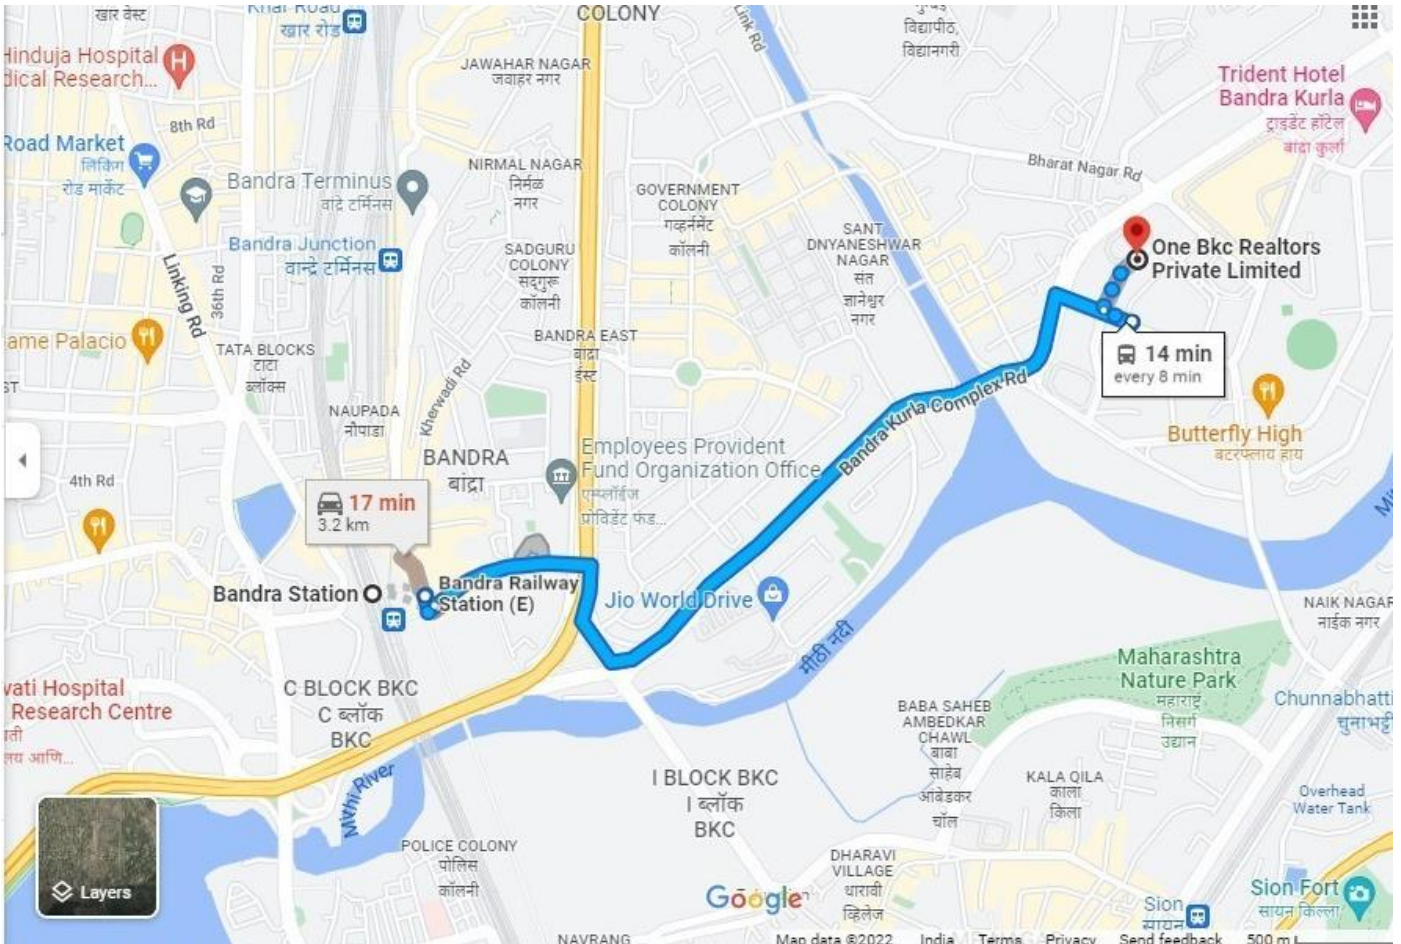 खार वेस्ट
Khar Road
खार रोड
COLONY
Link Rd
विद्यापीठ,
विद्यानगरी
Hinduja Hospital
dical Research...
JAWAHAR NAGAR
जवाहर नगर
Trident Hotel
Bandra Kurla
ट्राइडेंट हॉटेल
बांद्रा कुर्ला
8th Rd
Road Market
लिंकिंग
रोड मार्केट
Bandra Terminus
वांद्रे टर्मिनस
NIRMAL NAGAR
निर्मळ
नगर
Bharat Nagar Rd
GOVERNMENT
COLONY
गव्हर्नमेंट
कॉलनी
Bandra Junction
वान्द्रे टर्मिनस
SADGURU
COLONY
सदगुरू
कॉलनी
SANT
DNYANESHWAR
NAGAR
संत
ज्ञानेश्वर
नगर
One Bkc Realtors
Private Limited
Linking Rd
36th Rd
ame Palacio
TATA BLOCKS
टाटा
ब्लॉक्स
BANDRA EAST
बांद्रा
ईस्ट
14 min
every 8 min
Kherwadi Rd
NAUPADA
नौपाडा
Bandra Kurla Complex Rd
Butterfly High
बटरफ्लाय हाय
BANDRA
बांद्रा
Employees Provident
Fund Organization Office
एम्प्लॉईज
प्रोविडेंट फंड...
4th Rd
17 min
3.2 km
Bandra Station
Bandra Railway
Station (E)
Jio World Drive
NAIK NAGAR
नाईक नगर
मीठी नदी
Maharashtra
Nature Park
महाराष्ट्र
निसर्ग
उद्यान
vati Hospital
Research Centre
C BLOCK BKC
C ब्लॉक
BKC
Chunnabhatti
चुनाभट्टी
BABA SAHEB
AMBEDKAR
CHAWL
बाबा
साहेब
आंबेडकर
चॉल
I BLOCK BKC
I ब्लॉक
BKC
KALA QILA
काला
किला
Overhead
Water Tank
Mithi River
POLICE COLONY
पोलिस
कॉलनी
DHARAVI
VILLAGE
धारावी
व्हिलेज
Layers
Google
Sion
सायन
Sion Fort
सायन किल्ला
NAVRANG
Map data ©2022 India Terms Privacy Send feedback 500 m